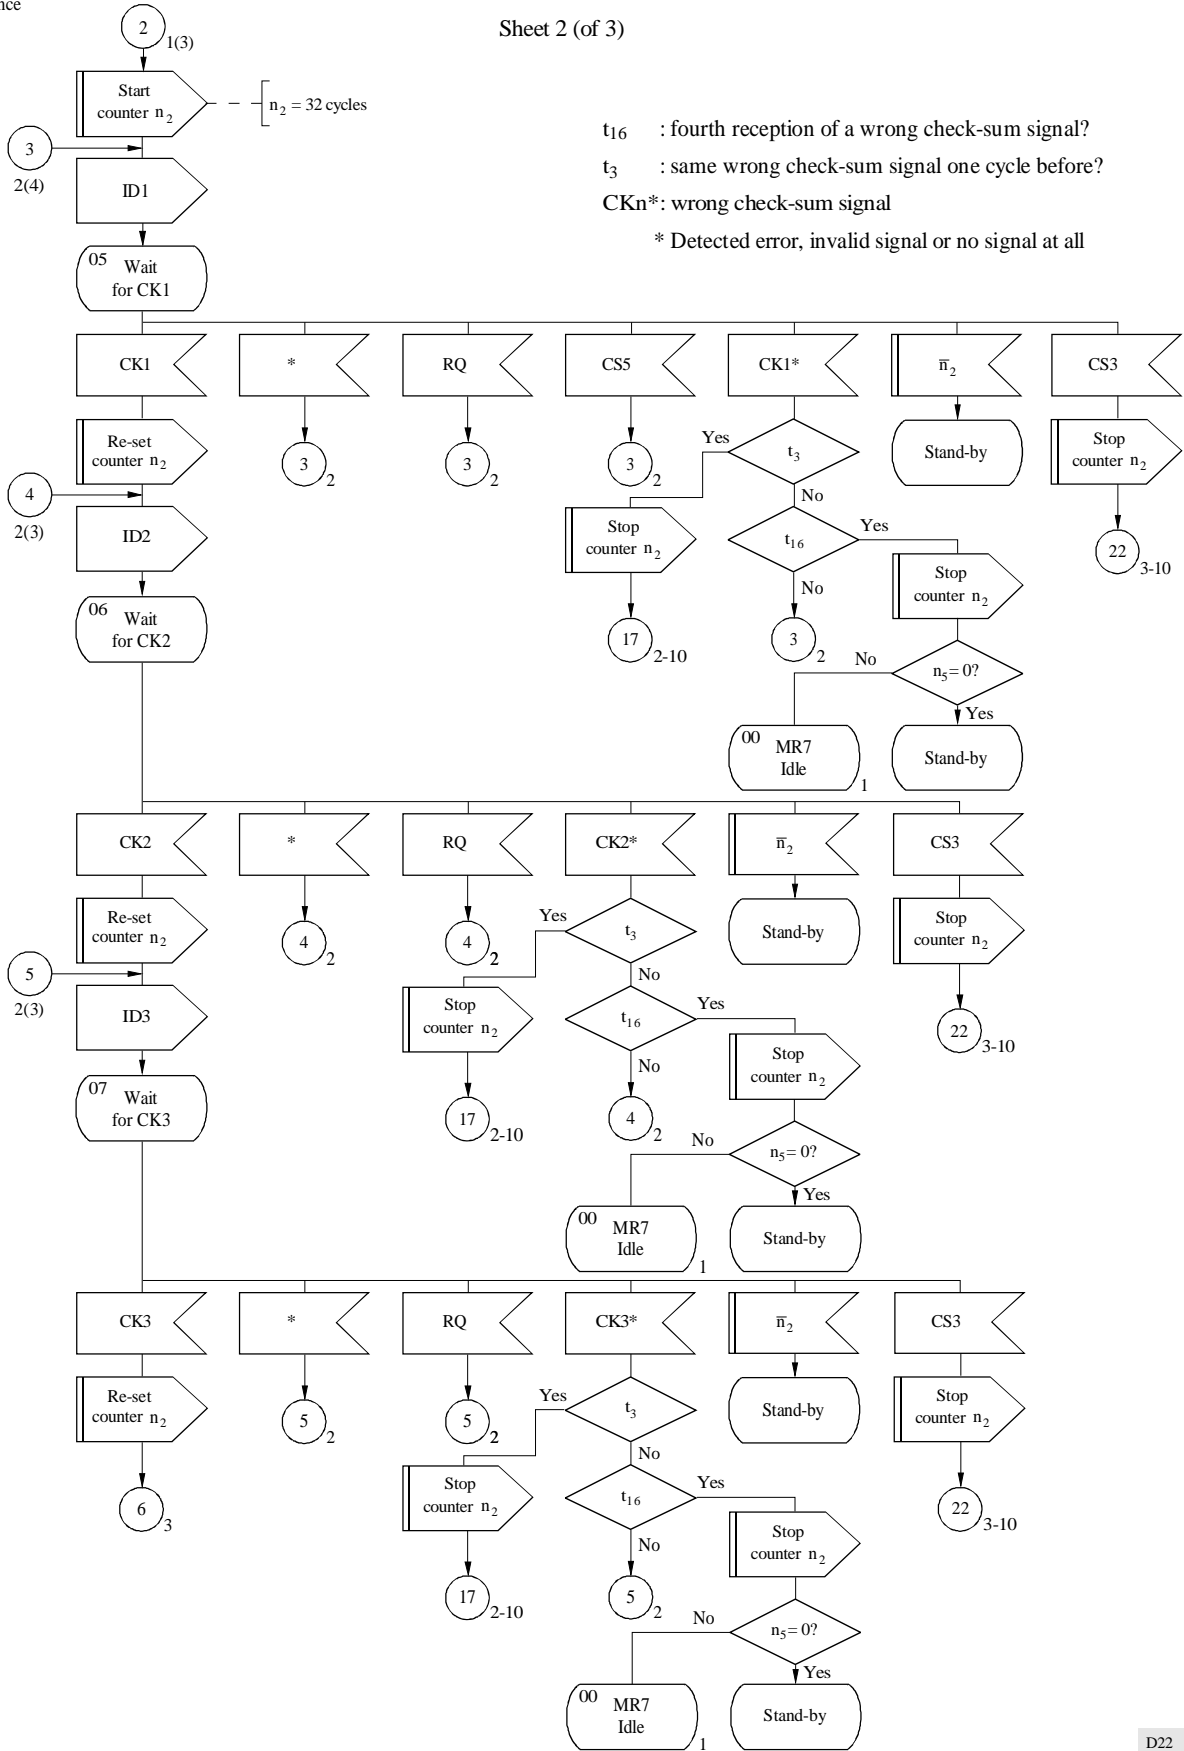 nce
Sheet 2 (of 3)
2
1(3)
Start
counter n2
n2 = 32 cycles
t16 : fourth reception of a wrong check-sum signal?
t3 : same wrong check-sum signal one cycle before?
CKn*: wrong check-sum signal
* Detected error, invalid signal or no signal at all
3
2(4)
ID1
05 Wait
for CK1
CK1 * RQ CS5 CK1* n̅2 CS3
Re-set
counter n2
3
2
3
2
3
2
Yes
t3
No
Stand-by
Stop
counter n2
4
2(3)
ID2
Stop
counter n2
t16
Yes
No
22
3-10
Stop
counter n2
06 Wait
for CK2
17
2-10
3
2
No
n5= 0?
Yes
00 MR7
Idle
1
Stand-by
CK2 * RQ CK2* n̅2 CS3
Re-set
counter n2
4
2
4
2
Yes
t3
No
Stand-by
Stop
counter n2
5
2(3)
ID3
Stop
counter n2
t16
Yes
No
22
3-10
Stop
counter n2
07 Wait
for CK3
17
2-10
4
2
No
n5= 0?
Yes
00 MR7
Idle
1
Stand-by
CK3 * RQ CK3* n̅2 CS3
Re-set
counter n2
5
2
5
2
Yes
t3
No
Stand-by
Stop
counter n2
6
3
Stop
counter n2
t16
Yes
No
22
3-10
Stop
counter n2
17
2-10
5
2
No
n5= 0?
Yes
00 MR7
Idle
1
Stand-by
D22